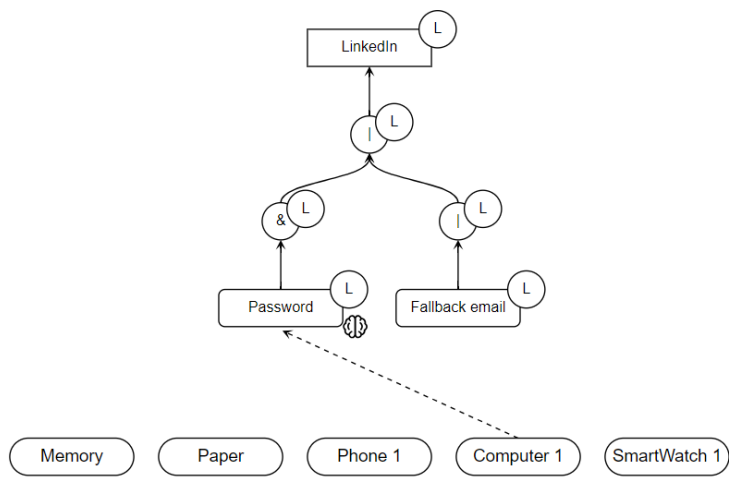 LinkedIn
L
|
L
&
L
|
L
Password
L
Fallback email
L
Memory
Paper
Phone 1
Computer 1
SmartWatch 1